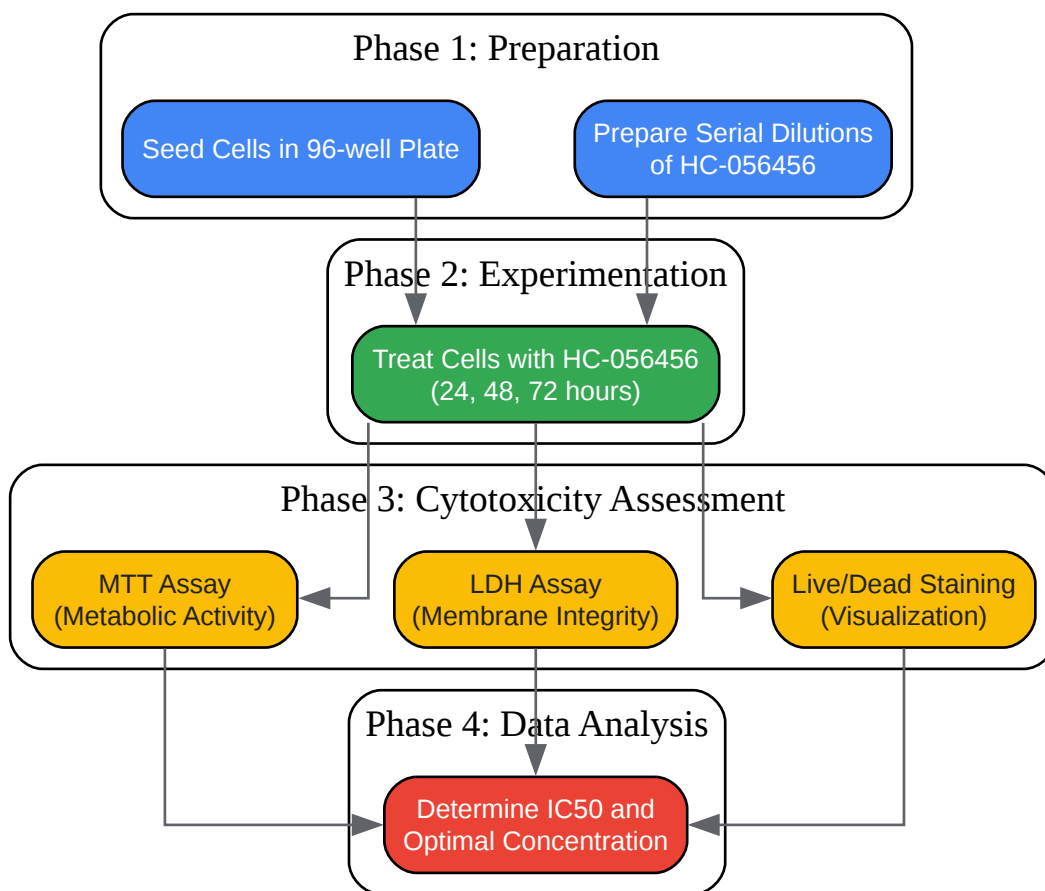 Phase 1: Preparation
Seed Cells in 96-well Plate
Prepare Serial Dilutions
of HC-056456
Phase 2: Experimentation
Treat Cells with HC-056456
(24, 48, 72 hours)
Phase 3: Cytotoxicity Assessment
MTT Assay
(Metabolic Activity)
LDH Assay
(Membrane Integrity)
Live/Dead Staining
(Visualization)
Phase 4: Data Analysis
Determine IC50 and
Optimal Concentration